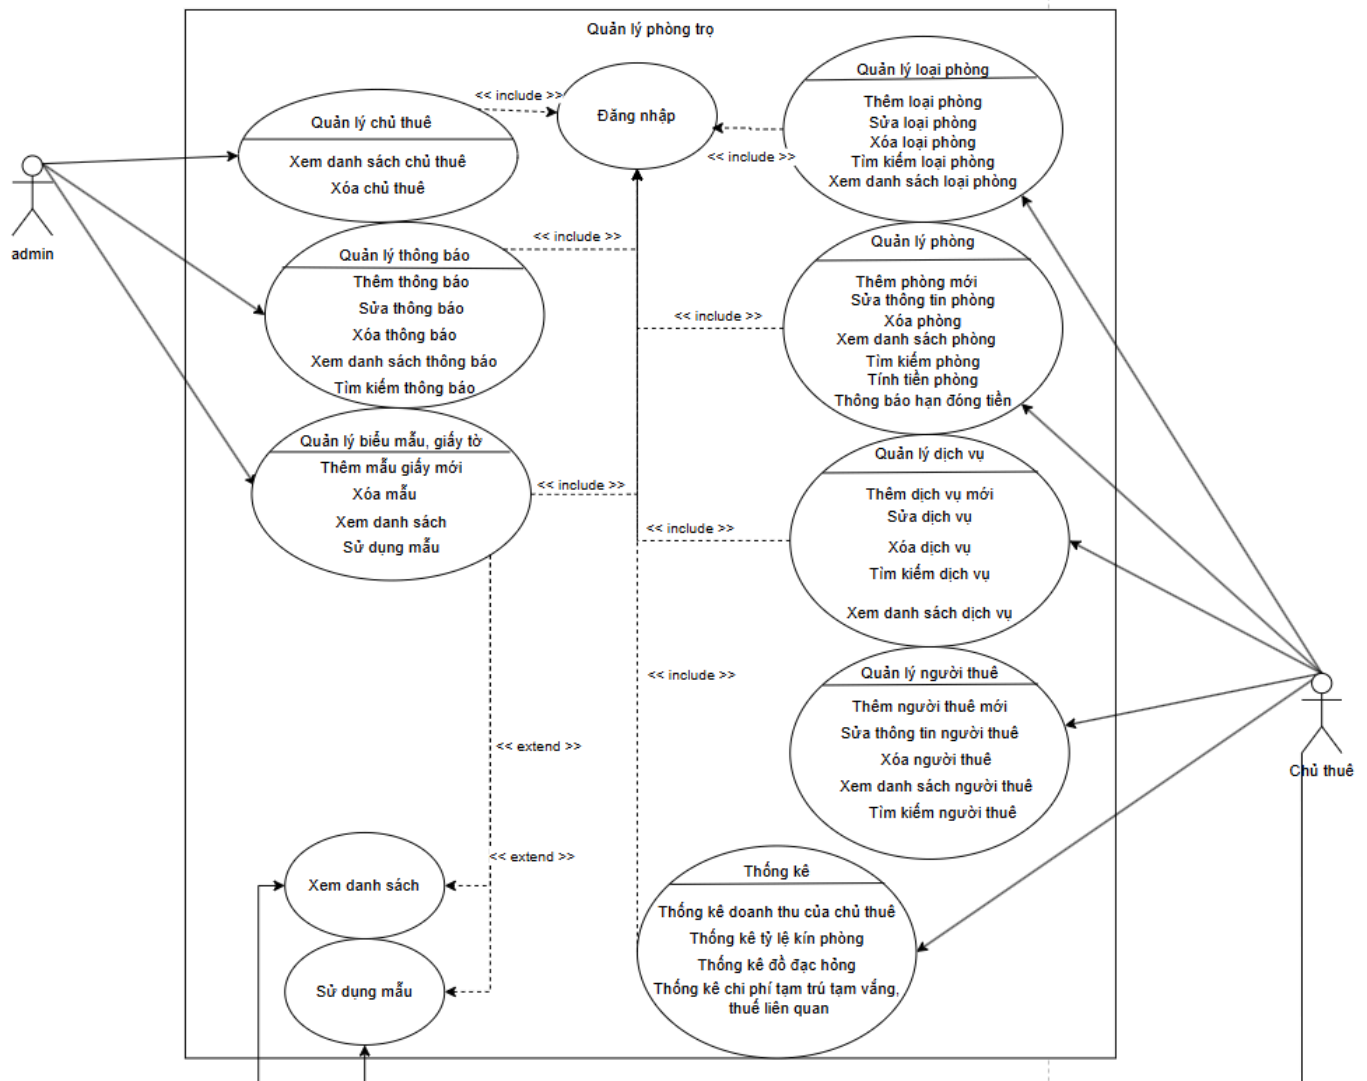 Quản lý phòng trọ
admin
Quản lý chủ thuê
Xem danh sách chủ thuê
Xóa chủ thuê
<< include >>
Đăng nhập
<< include >>
Quản lý loại phòng
Thêm loại phòng
Sửa loại phòng
Xóa loại phòng
Tìm kiếm loại phòng
Xem danh sách loại phòng
Quản lý thông báo
Thêm thông báo
Sửa thông báo
Xóa thông báo
Xem danh sách thông báo
Tìm kiếm thông báo
<< include >>
<< include >>
Quản lý phòng
Thêm phòng mới
Sửa thông tin phòng
Xóa phòng
Xem danh sách phòng
Tìm kiếm phòng
Tính tiền phòng
Thông báo hạn đóng tiền
Quản lý biểu mẫu, giấy tờ
Thêm mẫu giấy mới
Xóa mẫu
Xem danh sách
Sử dụng mẫu
<< include >>
<< include >>
Quản lý dịch vụ
Thêm dịch vụ mới
Sửa dịch vụ
Xóa dịch vụ
Tìm kiếm dịch vụ
Xem danh sách dịch vụ
<< include >>
Quản lý người thuê
Thêm người thuê mới
Sửa thông tin người thuê
Xóa người thuê
Xem danh sách người thuê
Tìm kiếm người thuê
Chủ thuê
<< extend >>
<< extend >>
Xem danh sách
Sử dụng mẫu
Thống kê
Thống kê doanh thu của chủ thuê
Thống kê tỷ lệ kín phòng
Thống kê đồ đạc hỏng
Thống kê chi phí tạm trú tạm vắng,
thuế liên quan